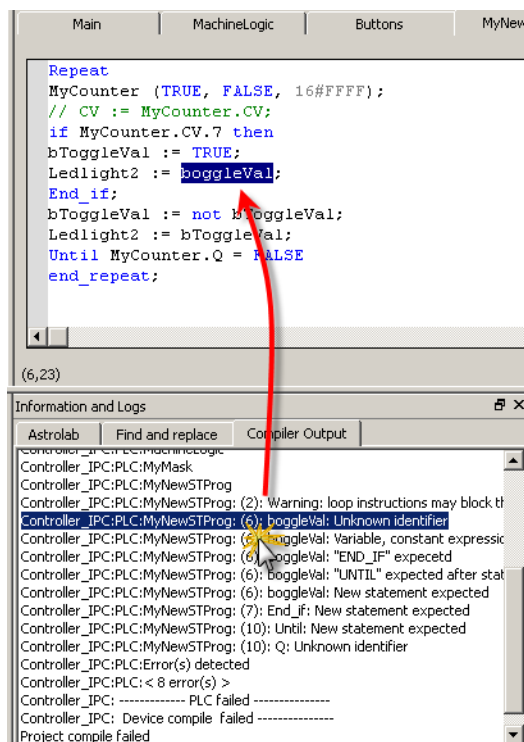 Main MachineLogic Buttons MyNew
Repeat
MyCounter (TRUE, FALSE, 16#FFFF);
// CV := MyCounter.CV;
if MyCounter.CV.7 then
bToggleVal := TRUE;
Ledlight2 := boggleVal;
End_if;
bToggleVal := not bToggleVal;
Ledlight2 := bToggleVal;
Until MyCounter.Q = FALSE
end_repeat;
(6,23)
Information and Logs
Astrolab Find and replace Compiler Output
Controller_IPC:PLC:MachineLogic
Controller_IPC:PLC:MyMask
Controller_IPC:PLC:MyNewSTProg
Controller_IPC:PLC:MyNewSTProg: (2): Warning: loop instructions may block th
Controller_IPC:PLC:MyNewSTProg: (6): boggleVal: Unknown identifier
Controller_IPC:PLC:MyNewSTProg: (6): boggleVal: Variable, constant expressic
Controller_IPC:PLC:MyNewSTProg: (6): boggleVal: "END_IF" expecetd
Controller_IPC:PLC:MyNewSTProg: (6): boggleVal: "UNTIL" expected after stat
Controller_IPC:PLC:MyNewSTProg: (6): boggleVal: New statement expected
Controller_IPC:PLC:MyNewSTProg: (7): End_if: New statement expected
Controller_IPC:PLC:MyNewSTProg: (10): Until: New statement expected
Controller_IPC:PLC:MyNewSTProg: (10): Q: Unknown identifier
Controller_IPC:PLC:Error(s) detected
Controller_IPC:PLC:< 8 error(s) >
Controller_IPC: ------------- PLC failed ---------------
Controller_IPC: Device compile failed ---------------
Project compile failed